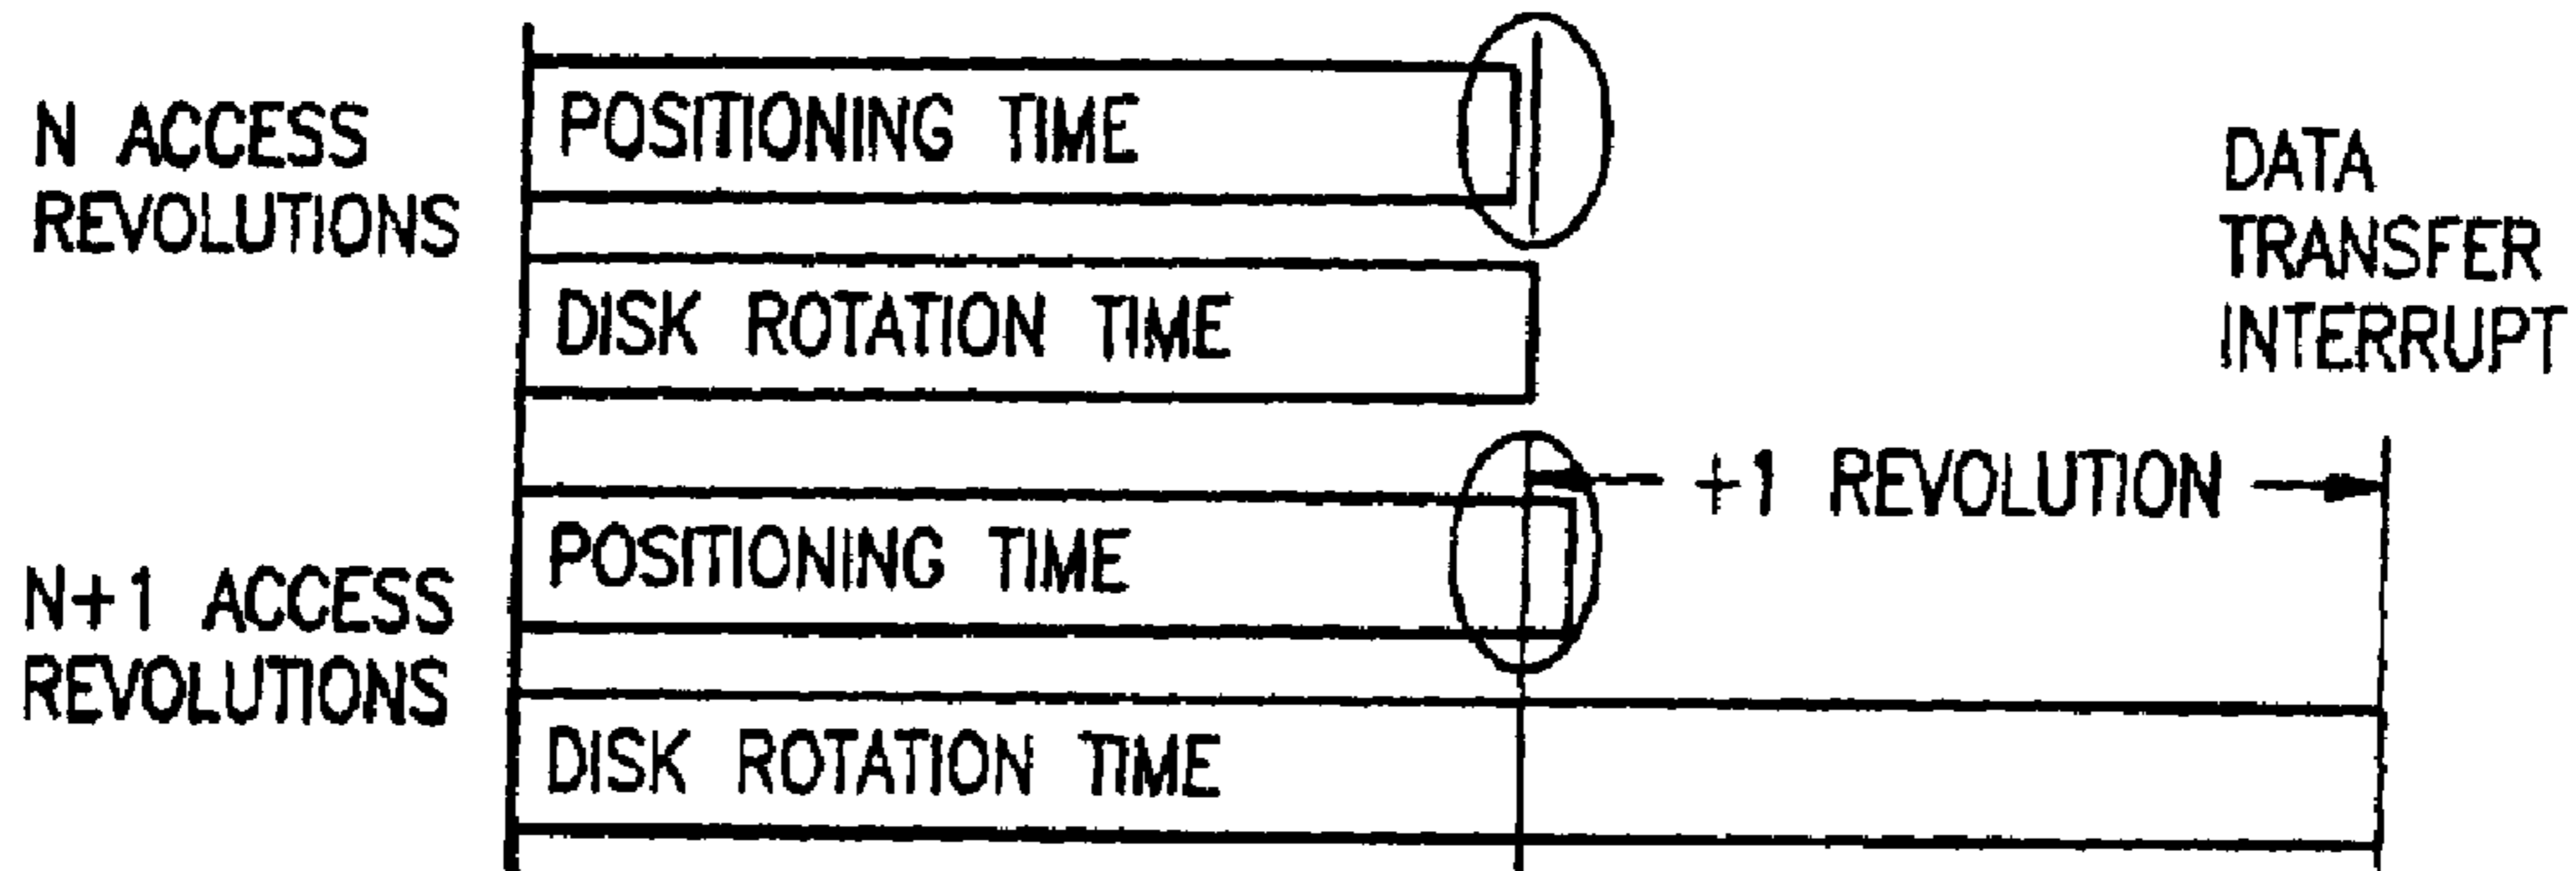 N ACCESS
REVOLUTIONS
POSITIONING TIME
DISK ROTATION TIME
DATA
TRANSFER
INTERRUPT
+1 REVOLUTION
N+1 ACCESS
REVOLUTIONS
POSITIONING TIME
DISK ROTATION TIME